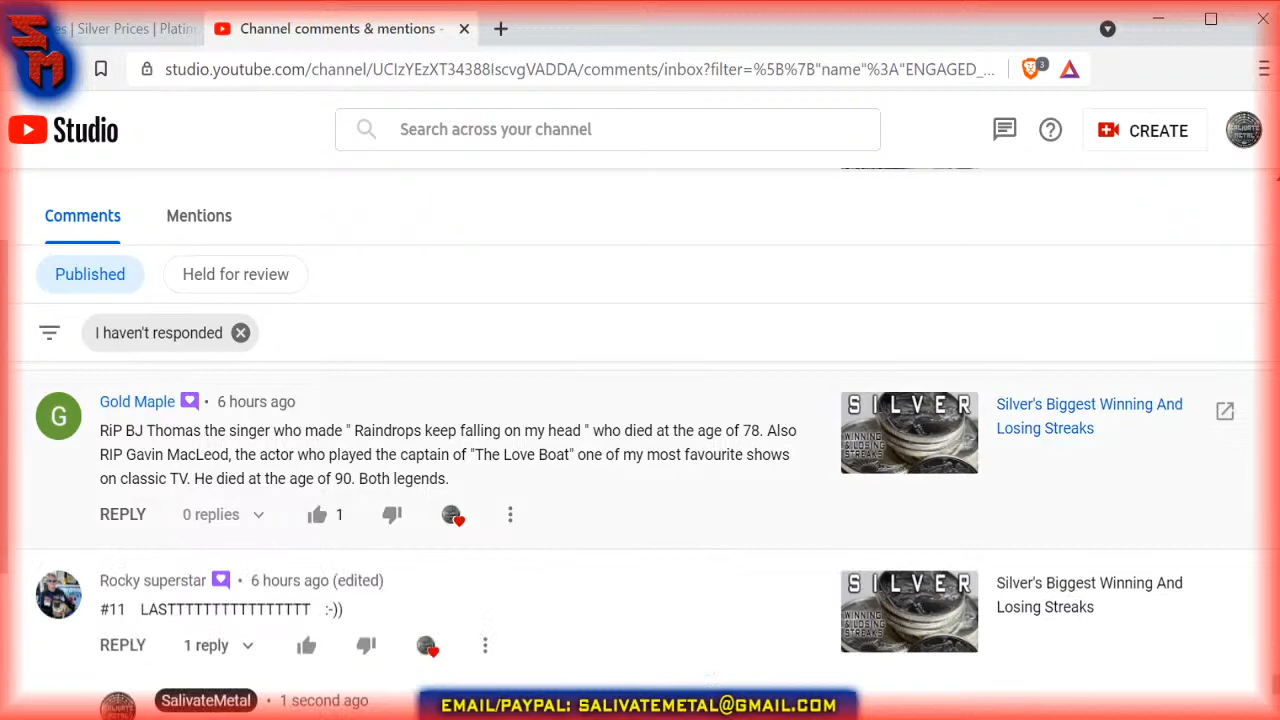 SM
es | Silver Prices | Platin
Channel comments & mentions -
studio.youtube.com/channel/UCIzYEzXT34388IscvgVADDA/comments/inbox?filter=%5B%7B"name"%3A"ENGAGED_...
3
Studio
Search across your channel
CREATE
Comments
Mentions
Published
Held for review
I haven't responded
G
Gold Maple • 6 hours ago
RiP BJ Thomas the singer who made " Raindrops keep falling on my head " who died at the age of 78. Also
RIP Gavin MacLeod, the actor who played the captain of "The Love Boat" one of my most favourite shows
on classic TV. He died at the age of 90. Both legends.
REPLY 0 replies 1
SILVER
WINNING
& LOSING
STREAKS
Silver's Biggest Winning And
Losing Streaks
Rocky superstar • 6 hours ago (edited)
#11 LASTTTTTTTTTTTTTTTT :-))
REPLY 1 reply
SILVER
WINNING
& LOSING
STREAKS
Silver's Biggest Winning And
Losing Streaks
SalivateMetal • 1 second ago
EMAIL/PAYPAL: SALIVATEMETAL@GMAIL.COM